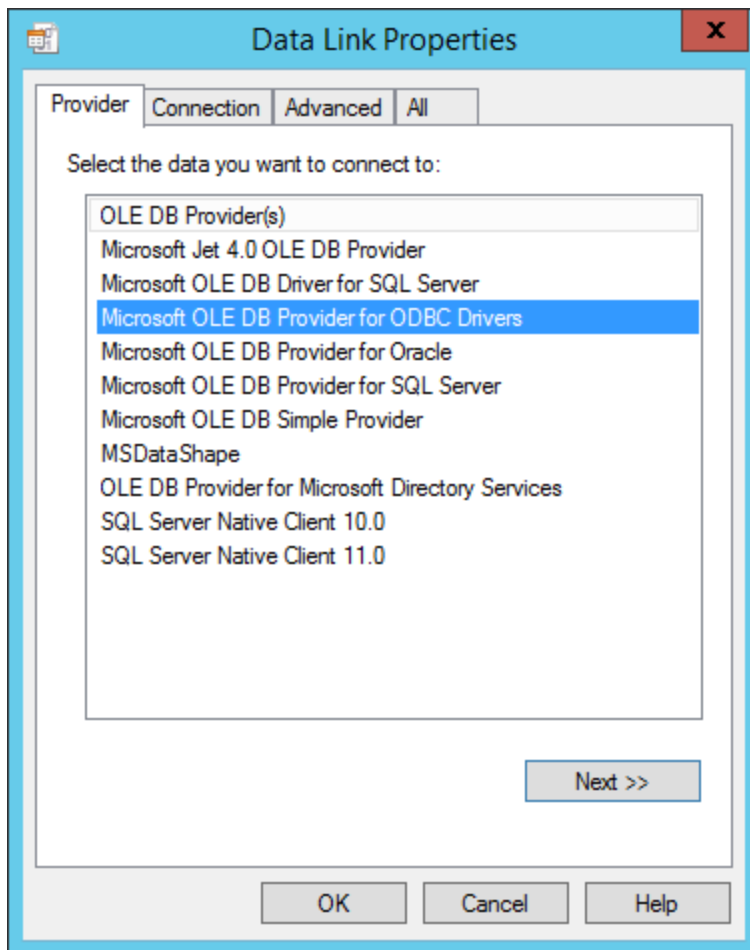 Data Link Properties
x
Provider Connection Advanced All
Select the data you want to connect to:
OLE DB Provider(s)
Microsoft Jet 4.0 OLE DB Provider
Microsoft OLE DB Driver for SQL Server
Microsoft OLE DB Provider for ODBC Drivers
Microsoft OLE DB Provider for Oracle
Microsoft OLE DB Provider for SQL Server
Microsoft OLE DB Simple Provider
MSDataShape
OLE DB Provider for Microsoft Directory Services
SQL Server Native Client 10.0
SQL Server Native Client 11.0
Next >>
OK Cancel Help